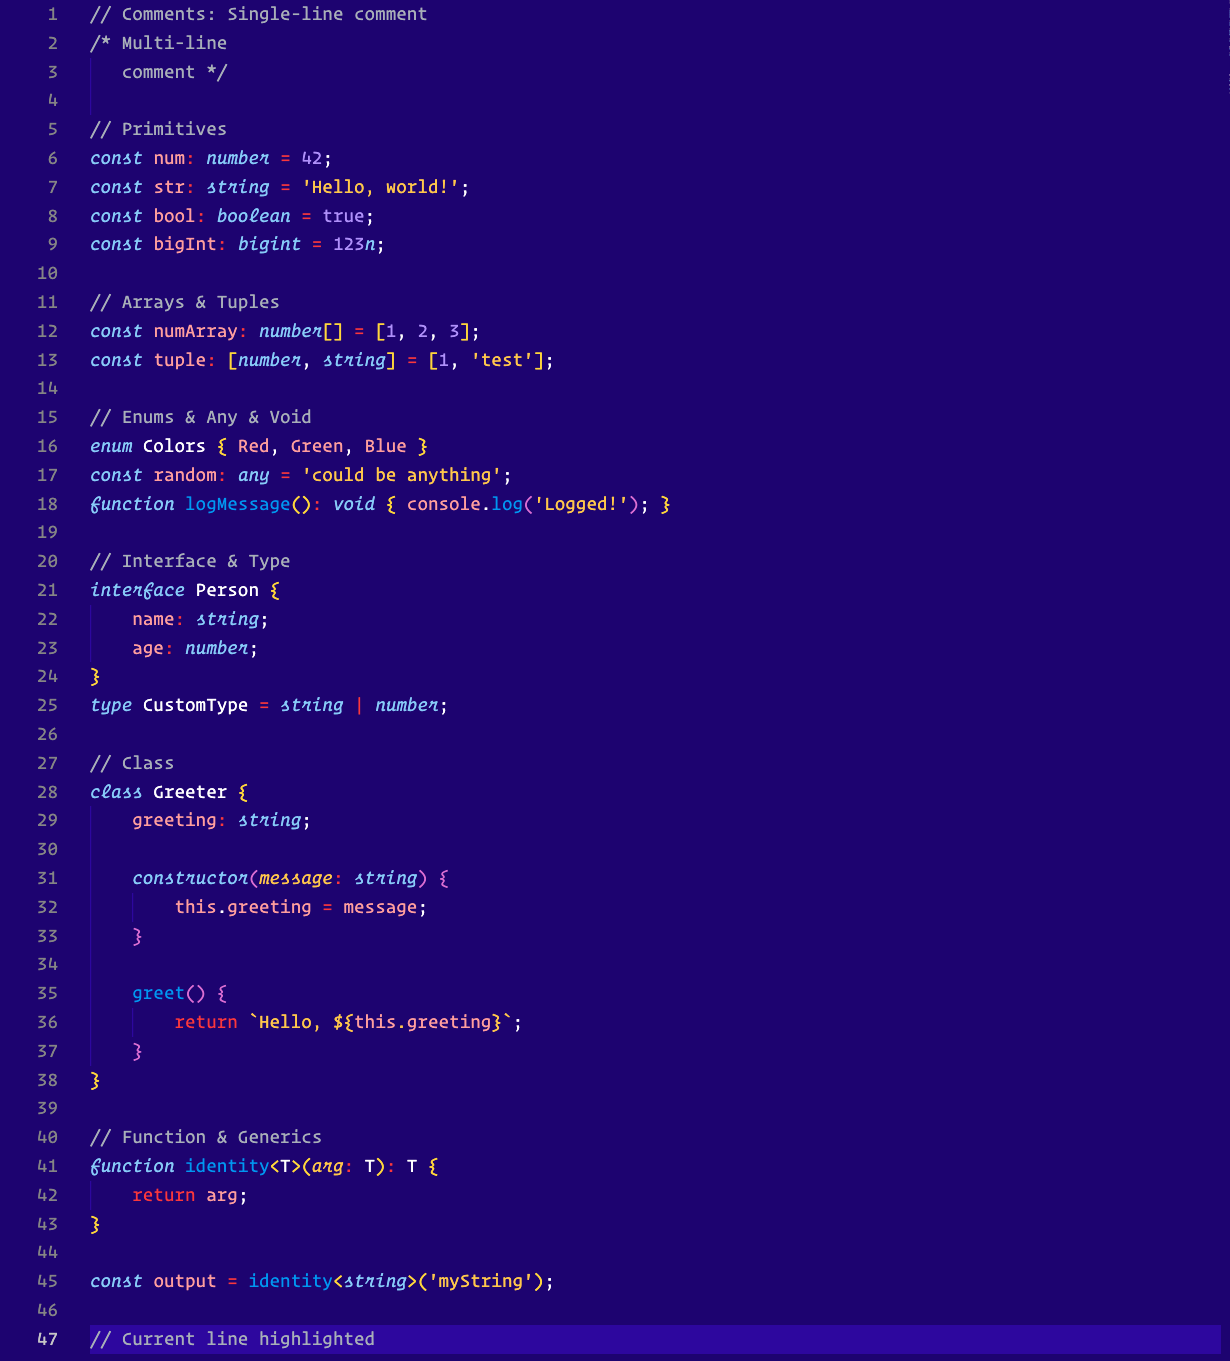 1 // Comments: Single-line comment
2 /* Multi-line
3    comment */
4
5 // Primitives
6 const num: number = 42;
7 const str: string = 'Hello, world!';
8 const bool: boolean = true;
9 const bigInt: bigint = 123n;
10
11 // Arrays & Tuples
12 const numArray: number[] = [1, 2, 3];
13 const tuple: [number, string] = [1, 'test'];
14
15 // Enums & Any & Void
16 enum Colors { Red, Green, Blue }
17 const random: any = 'could be anything';
18 function logMessage(): void { console.log('Logged!'); }
19
20 // Interface & Type
21 interface Person {
22     name: string;
23     age: number;
24 }
25 type CustomType = string | number;
26
27 // Class
28 class Greeter {
29     greeting: string;
30
31     constructor(message: string) {
32         this.greeting = message;
33     }
34
35     greet() {
36         return `Hello, ${this.greeting}`;
37     }
38 }
39
40 // Function & Generics
41 function identity<T>(arg: T): T {
42     return arg;
43 }
44
45 const output = identity<string>('myString');
46
47 // Current line highlighted